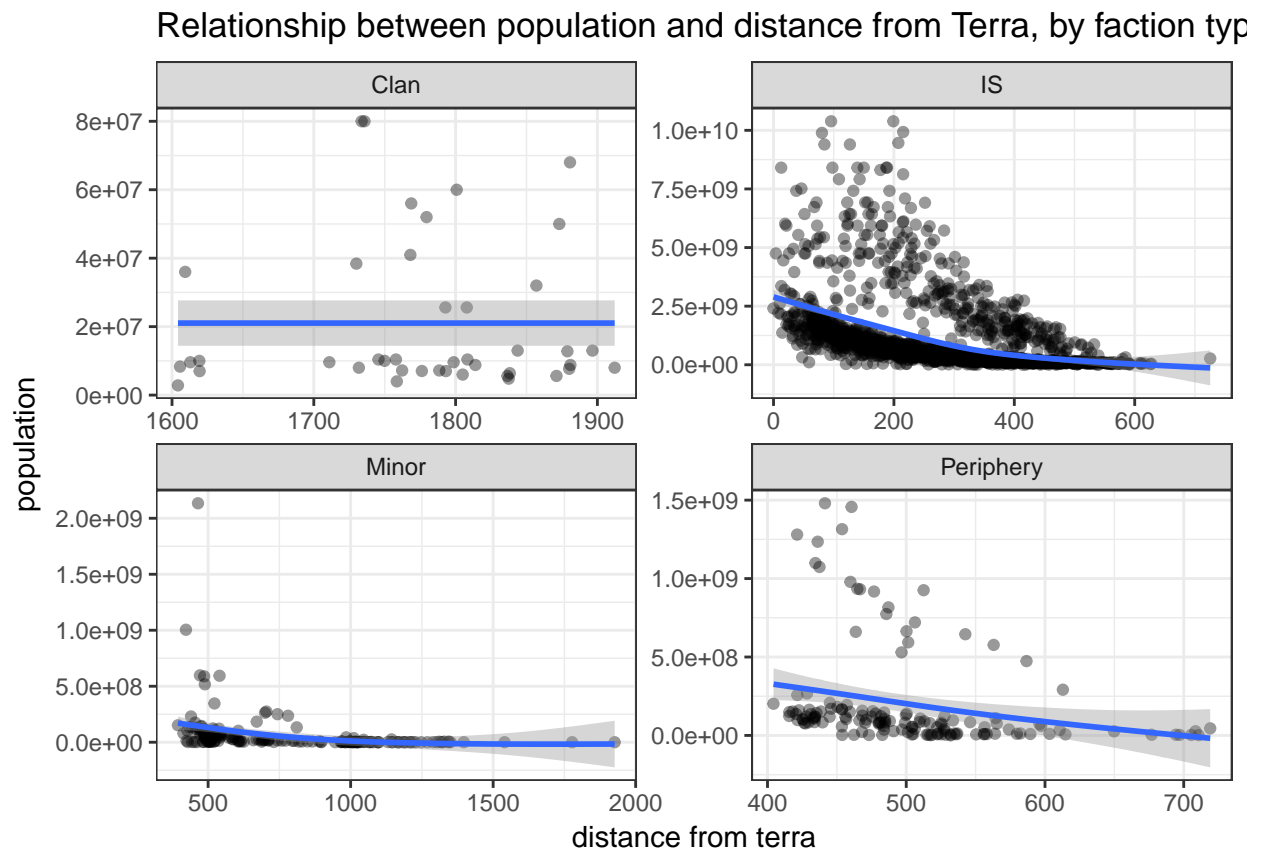 Relationship between population and distance from Terra, by faction typ
Clan
IS
8e+07
6e+07
4e+07
2e+07
0e+00
1600 1700 1800 1900
1.0e+10
7.5e+09
5.0e+09
2.5e+09
0.0e+00
0 200 400 600
population
Minor
Periphery
2.0e+09
1.5e+09
1.0e+09
5.0e+08
0.0e+00
500 1000 1500 2000
1.5e+09
1.0e+09
5.0e+08
0.0e+00
400 500 600 700
distance from terra